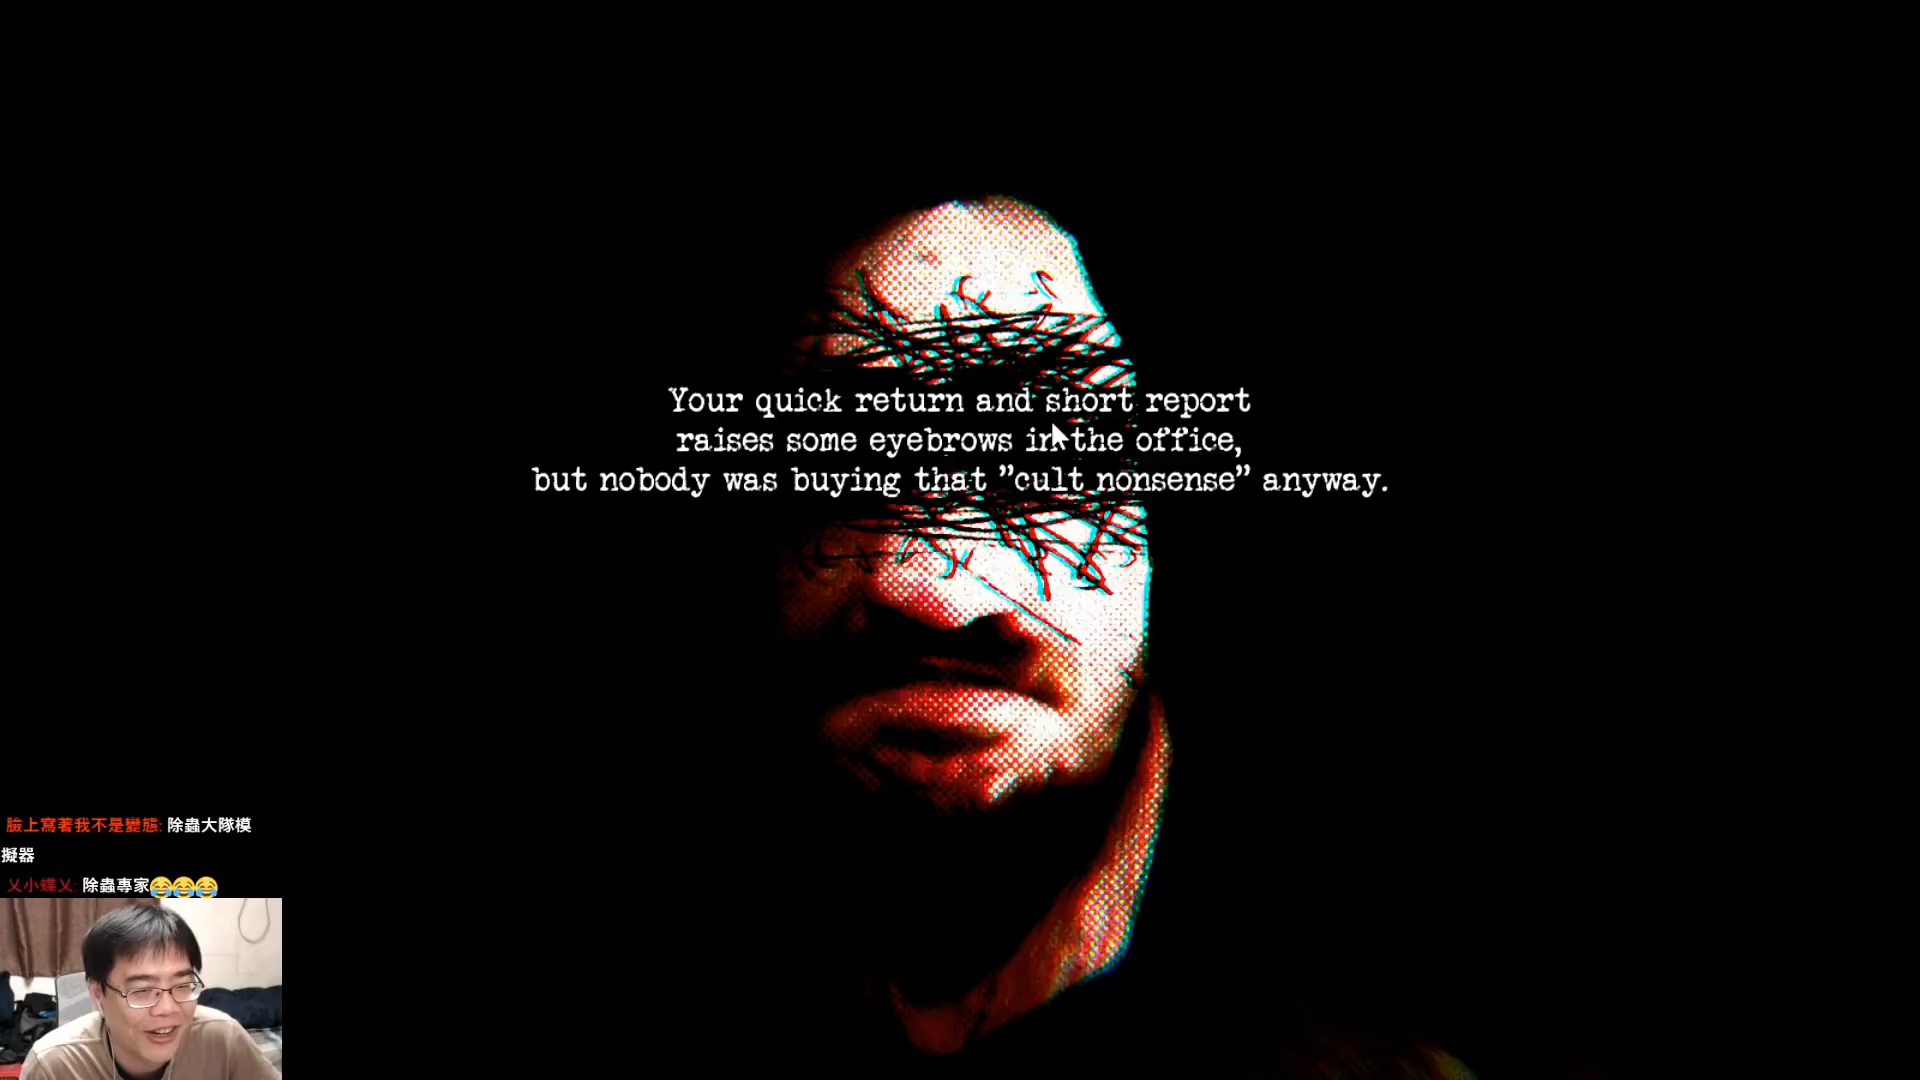 Your quick return and short report
raises some eyebrows in the office,
but nobody was buying that "cult nonsense" anyway.
臉上寫著我不是變態: 除蟲大隊模
擬器
乂小蝶乂: 除蟲專家😂😂😂